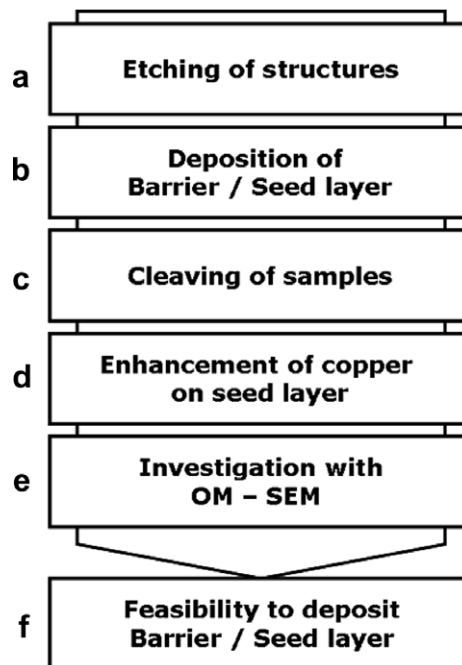 a
Etching of structures
b
Deposition of
Barrier / Seed layer
c
Cleaving of samples
d
Enhancement of copper
on seed layer
e
Investigation with
OM – SEM
f
Feasibility to deposit
Barrier / Seed layer